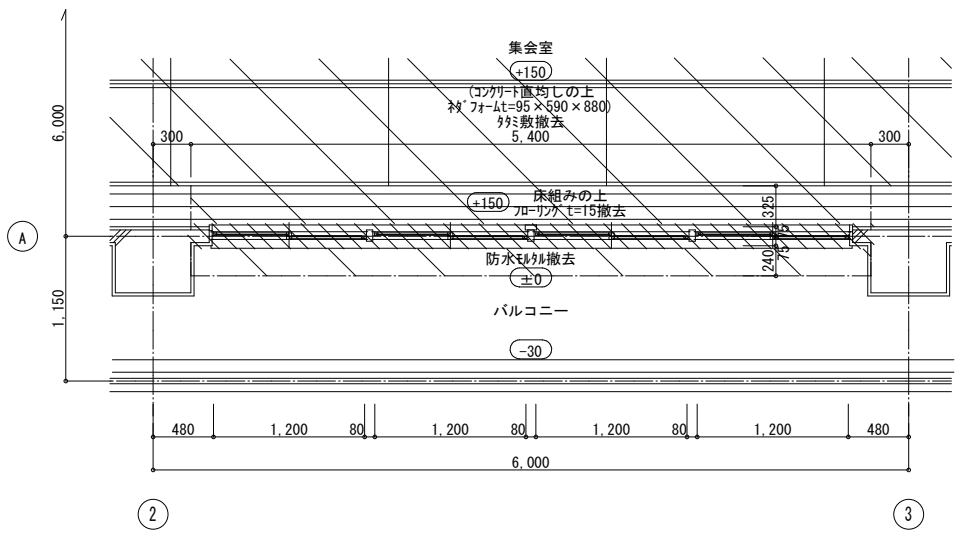 集会室
+150
(コンクリート直均しの上
ネダフォームt=95×590×880)
タタミ敷撤去
300
5,400
300
6,000
+150
床組みの上
フローリング t=15撤去
325
75
75
240
A
防水モルタル撤去
±0
バルコニー
1,150
-30
480
1,200
80
1,200
80
1,200
80
1,200
480
6,000
2
3